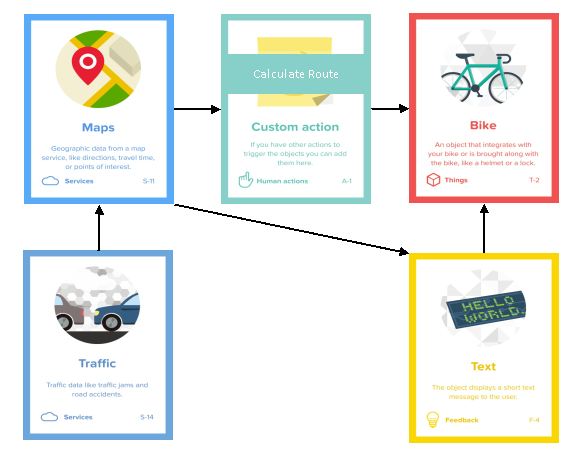 Maps
Geographic data from a map
service, like directions, travel time,
or points of interest.
Services S-11
Calculate Route
Custom action
If you have other actions to
trigger the objects you can add
them here.
Human actions A-1
Bike
An object that integrates with
your bike or is brought along with
the bike, like a helmet or a lock.
Things T-2
Traffic
Traffic data like traffic jams and
road accidents.
Services S-14
HELLO
WORLD.
Text
The object displays a short text
message to the user.
Feedback F-4